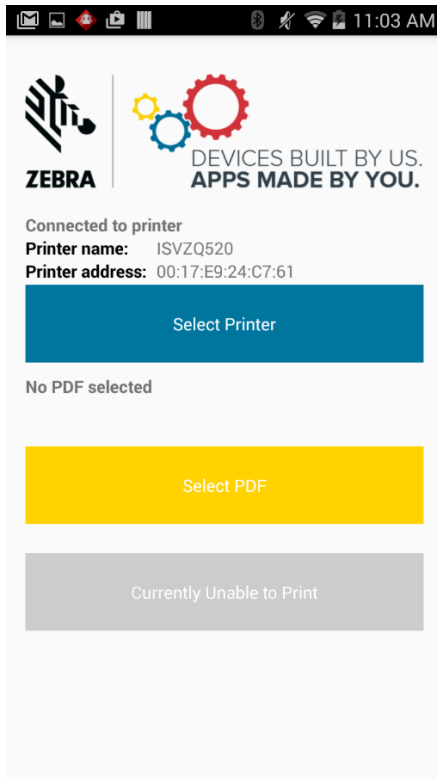 11:03 AM
ZEBRA
DEVICES BUILT BY US.
APPS MADE BY YOU.
Connected to printer
Printer name: ISVZQ520
Printer address: 00:17:E9:24:C7:61
Select Printer
No PDF selected
Select PDF
Currently Unable to Print